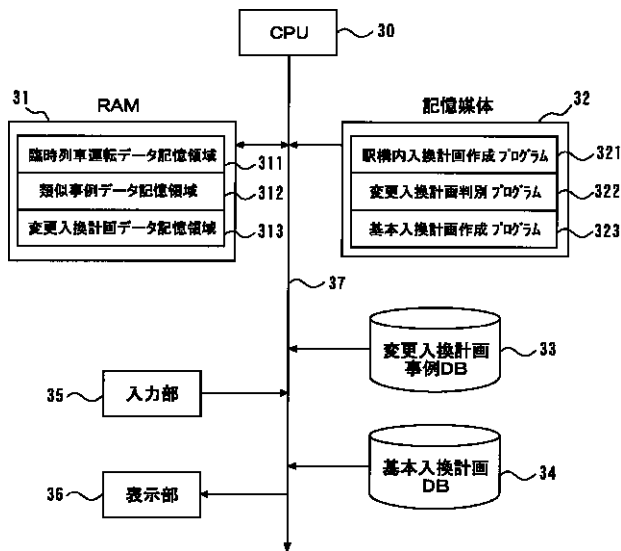 CPU
30
31
RAM
臨時列車運転データ記憶領域
311
類似事例データ記憶領域
312
変更入換計画データ記憶領域
313
記憶媒体
32
駅構内入換計画作成プログラム
321
変更入換計画判別プログラム
322
基本入換計画作成プログラム
323
37
変更入換計画
事例DB
33
35
入力部
基本入換計画
DB
34
36
表示部